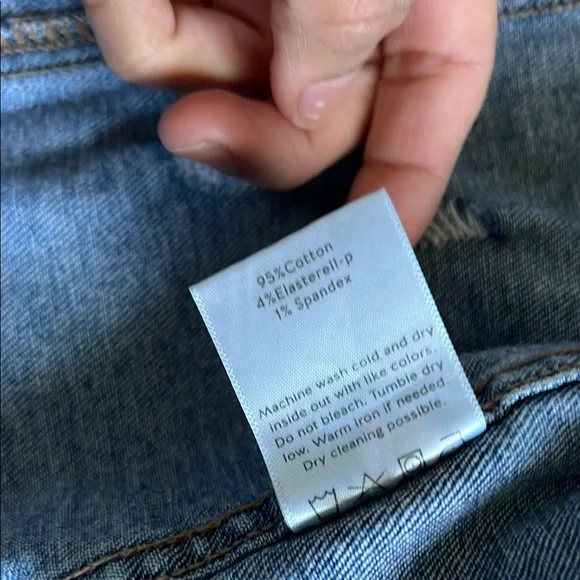 95%Cotton
4%Elasterell-p
1% Spandex
Machine wash cold and dry
inside out with like colors.
Do not bleach. Tumble dry
low. Warm iron if needed.
Dry cleaning possible.